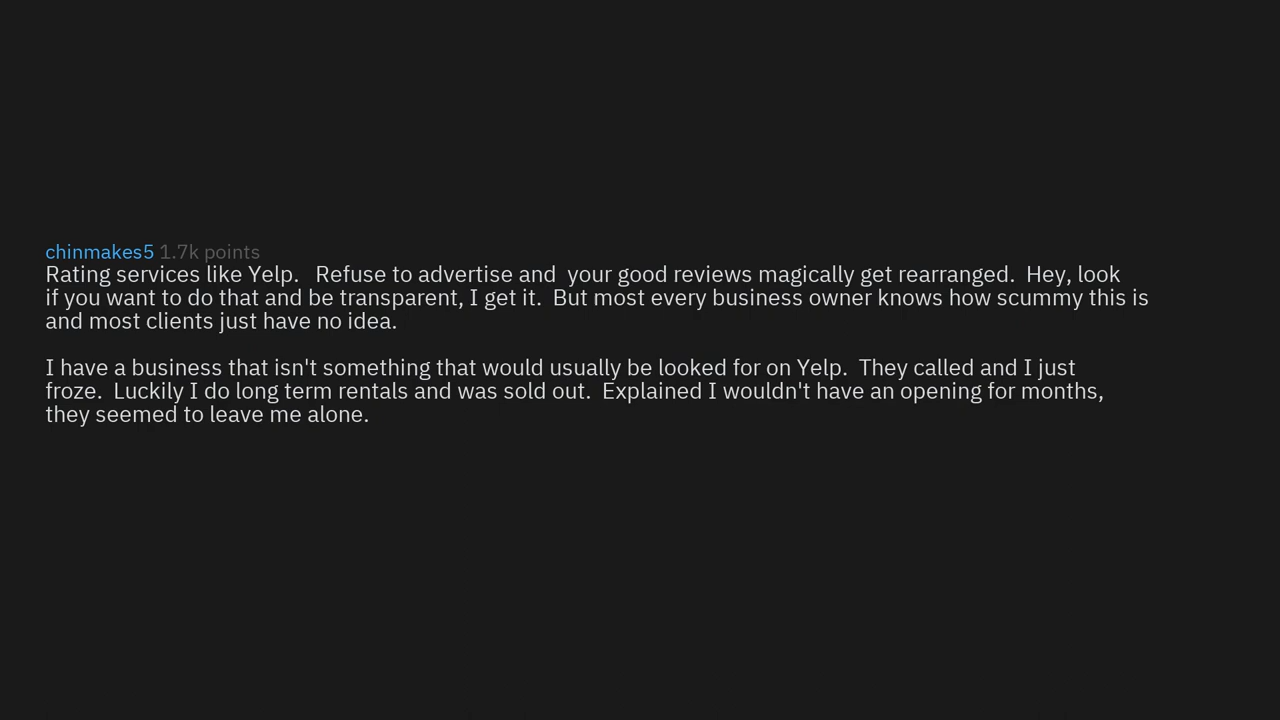 chinmakes5 1.7k points
Rating services like Yelp.   Refuse to advertise and  your good reviews magically get rearranged.  Hey, look
if you want to do that and be transparent, I get it.  But most every business owner knows how scummy this is
and most clients just have no idea.

I have a business that isn't something that would usually be looked for on Yelp.  They called and I just
froze.  Luckily I do long term rentals and was sold out.  Explained I wouldn't have an opening for months,
they seemed to leave me alone.